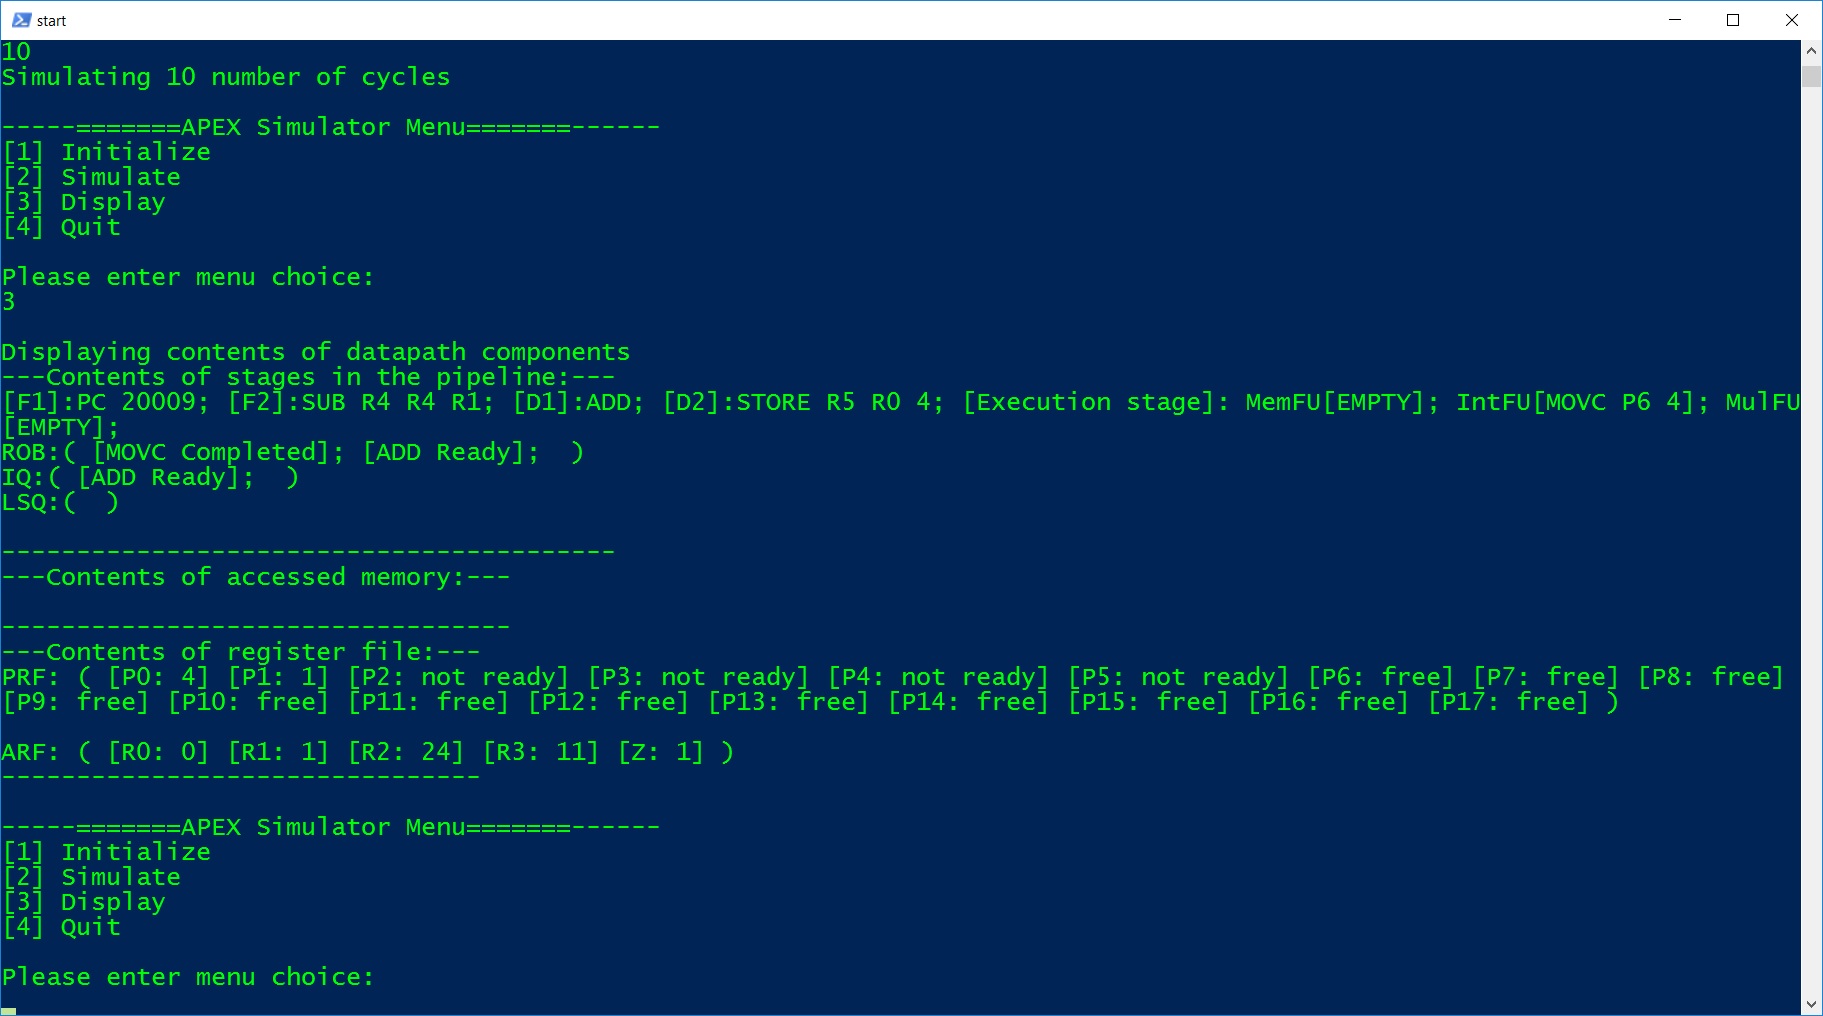 start
10
Simulating 10 number of cycles
-----=======APEX Simulator Menu=======------
[1] Initialize
[2] Simulate
[3] Display
[4] Quit
Please enter menu choice:
3
Displaying contents of datapath components
---Contents of stages in the pipeline:---
[F1]:PC 20009; [F2]:SUB R4 R4 R1; [D1]:ADD; [D2]:STORE R5 R0 4; [Execution stage]: MemFU[EMPTY]; IntFU[MOVC P6 4]; MulFU
[EMPTY];
ROB:( [MOVC Completed]; [ADD Ready];  )
IQ:( [ADD Ready];  )
LSQ:(  )
-----------------------------------------
---Contents of accessed memory:---
----------------------------------
---Contents of register file:---
PRF: ( [P0: 4] [P1: 1] [P2: not ready] [P3: not ready] [P4: not ready] [P5: not ready] [P6: free] [P7: free] [P8: free]
[P9: free] [P10: free] [P11: free] [P12: free] [P13: free] [P14: free] [P15: free] [P16: free] [P17: free] )
ARF: ( [R0: 0] [R1: 1] [R2: 24] [R3: 11] [Z: 1] )
--------------------------------
-----=======APEX Simulator Menu=======------
[1] Initialize
[2] Simulate
[3] Display
[4] Quit
Please enter menu choice: